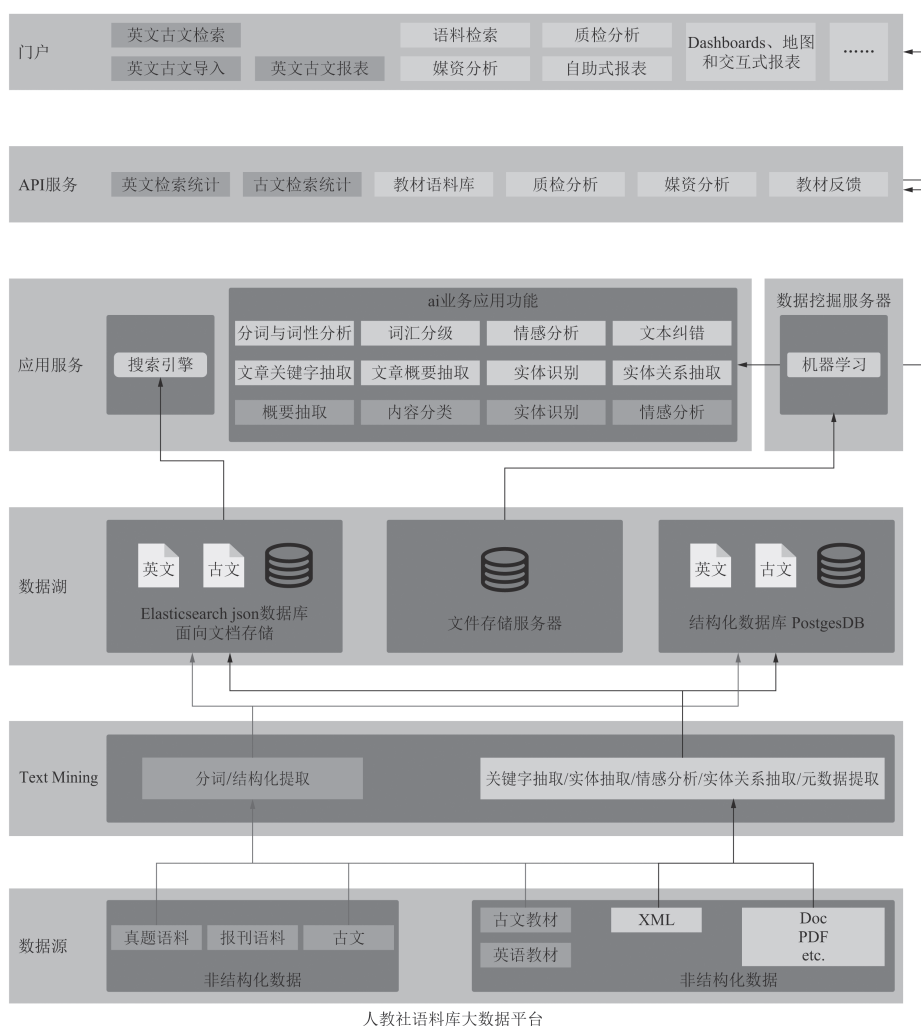 门户
英文古文检索
语料检索
质检分析
Dashboards、地图
和交互式报表
……
英文古文导入
英文古文报表
媒资分析
自助式报表
API服务
英文检索统计
古文检索统计
教材语料库
质检分析
媒资分析
教材反馈
应用服务
搜索引擎
ai业务应用功能
分词与词性分析
词汇分级
情感分析
文本纠错
文章关键字抽取
文章概要抽取
实体识别
实体关系抽取
概要抽取
内容分类
实体识别
情感分析
数据挖掘服务器
机器学习
数据湖
英文
古文
Elasticsearch json数据库
面向文档存储
文件存储服务器
英文
古文
结构化数据库 PostgesDB
Text Mining
分词/结构化提取
关键字抽取/实体抽取/情感分析/实体关系抽取/元数据提取
数据源
真题语料
报刊语料
古文
非结构化数据
古文教材
英语教材
XML
Doc
PDF
etc.
非结构化数据
人教社语料库大数据平台